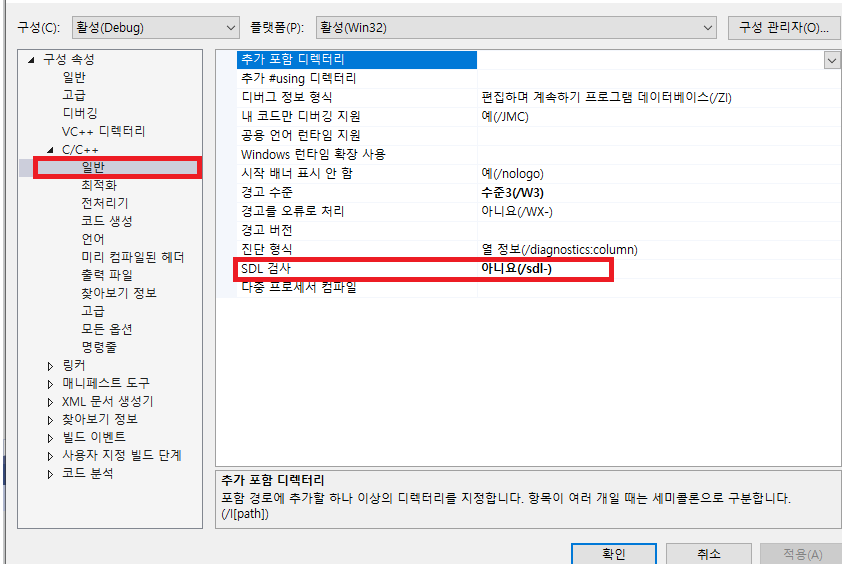 구성(C): 활성(Debug) 플랫폼(P): 활성(Win32) 구성 관리자(O)...
구성 속성
일반
고급
디버깅
VC++ 디렉터리
C/C++
일반
최적화
전처리기
코드 생성
언어
미리 컴파일된 헤더
출력 파일
찾아보기 정보
고급
모든 옵션
명령줄
링커
매니페스트 도구
XML 문서 생성기
찾아보기 정보
빌드 이벤트
사용자 지정 빌드 단계
코드 분석
추가 포함 디렉터리
추가 #using 디렉터리
디버그 정보 형식 편집하며 계속하기 프로그램 데이터베이스(/ZI)
내 코드만 디버깅 지원 예(/JMC)
공용 언어 런타임 지원
Windows 런타임 확장 사용
시작 배너 표시 안 함 예(/nologo)
경고 수준 수준3(/W3)
경고를 오류로 처리 아니요(/WX-)
경고 버전
진단 형식 열 정보(/diagnostics:column)
SDL 검사 아니요(/sdl-)
다중 프로세서 컴파일
추가 포함 디렉터리
포함 경로에 추가할 하나 이상의 디렉터리를 지정합니다. 항목이 여러 개일 때는 세미콜론으로 구분합니다.
(/I[path])
확인 취소 적용(A)